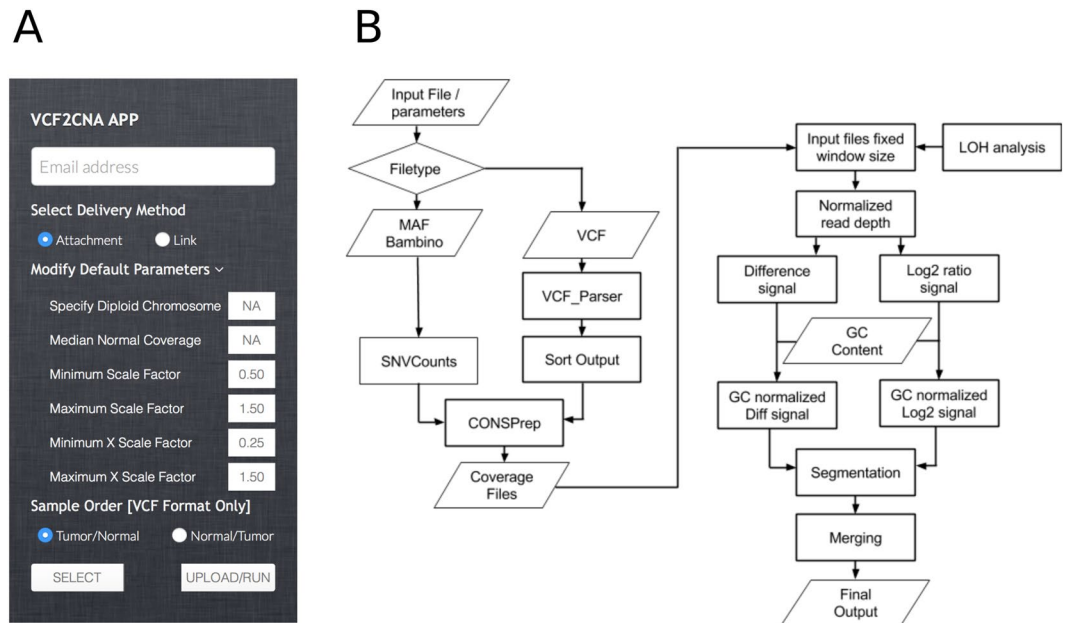 A
VCF2CNA APP
Email address
Select Delivery Method
Attachment
Link
Modify Default Parameters
Specify Diploid Chromosome NA
Median Normal Coverage NA
Minimum Scale Factor 0.50
Maximum Scale Factor 1.50
Minimum X Scale Factor 0.25
Maximum X Scale Factor 1.50
Sample Order [VCF Format Only]
Tumor/Normal
Normal/Tumor
SELECT
UPLOAD/RUN
B
Input File /
parameters
Filetype
MAF
Bambino
VCF
VCF_Parser
SNVCounts
Sort Output
CONSPrep
Coverage
Files
Input files fixed
window size
LOH analysis
Normalized
read depth
Difference
signal
Log2 ratio
signal
GC
Content
GC normalized
Diff signal
GC normalized
Log2 signal
Segmentation
Merging
Final
Output